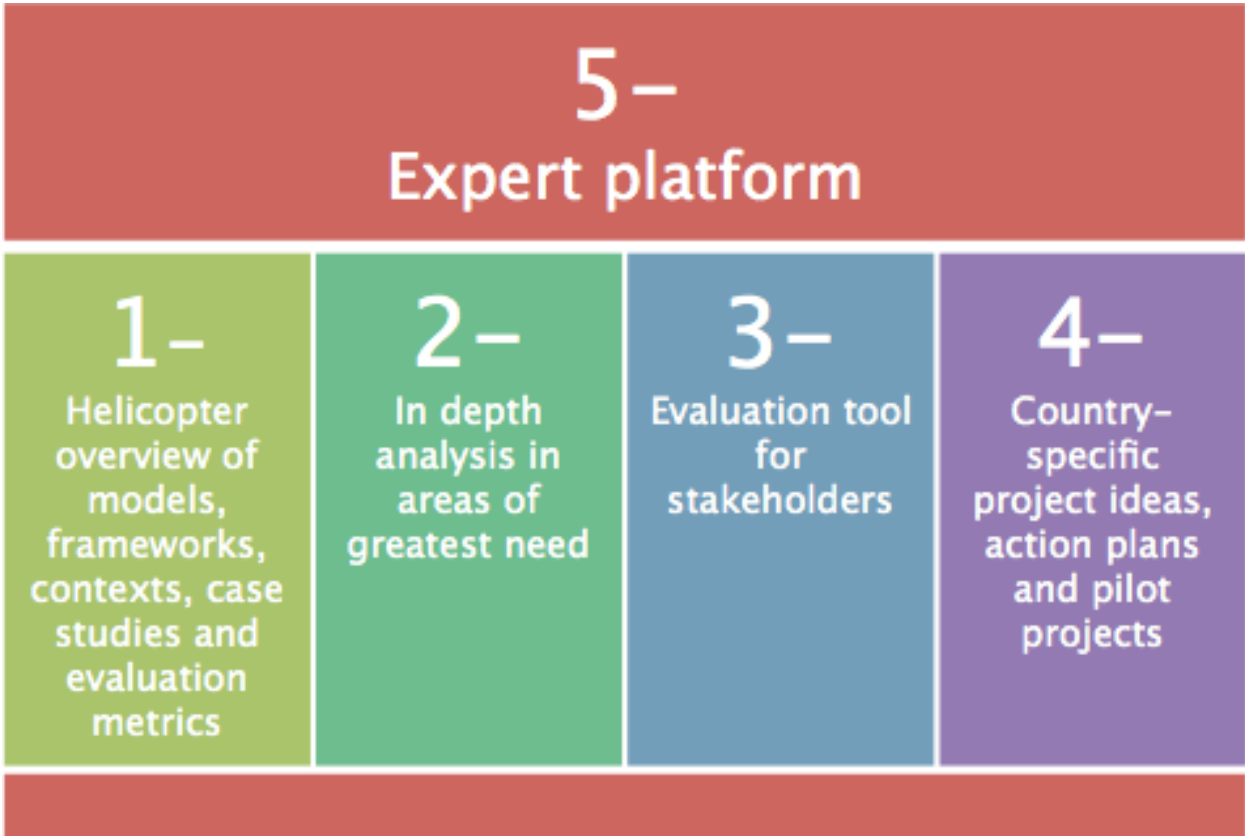 5-
Expert platform
1-
Helicopter
overview of
models,
frameworks,
contexts, case
studies and
evaluation
metrics
2-
In depth
analysis in
areas of
greatest need
3-
Evaluation tool
for
stakeholders
4-
Country-
specific
project ideas,
action plans
and pilot
projects